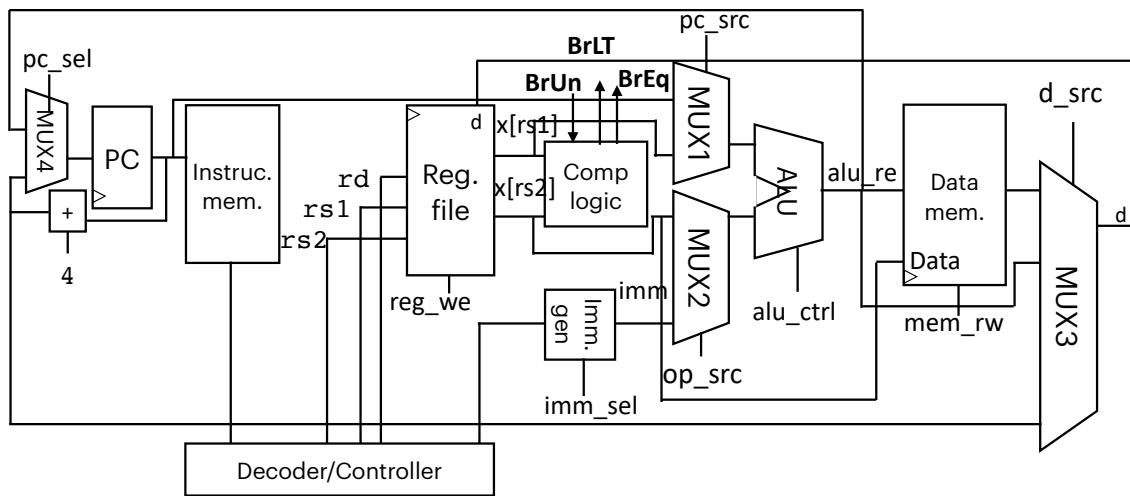 pc_src
BrLT
pc_sel
BrUn
BrEq
d_src
MUX4
PC
Instruc.
mem.
d
x[rs1]
MUX1
Reg.
file
x[rs2]
Comp
logic
ALU
alu_re
Data
mem.
d
rd
rs1
rs2
+
4
Data
MUX2
MUX3
reg_we
imm
Imm.
gen
alu_ctrl
mem_rw
op_src
imm_sel
Decoder/Controller